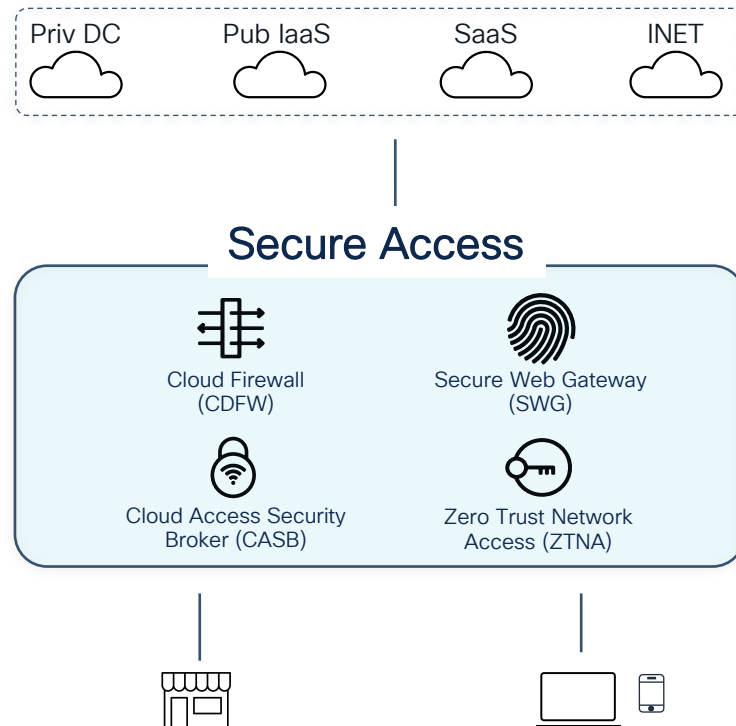 Priv DC Pub IaaS SaaS INET
Secure Access
Cloud Firewall
(CDFW)
Secure Web Gateway
(SWG)
Cloud Access Security
Broker (CASB)
Zero Trust Network
Access (ZTNA)